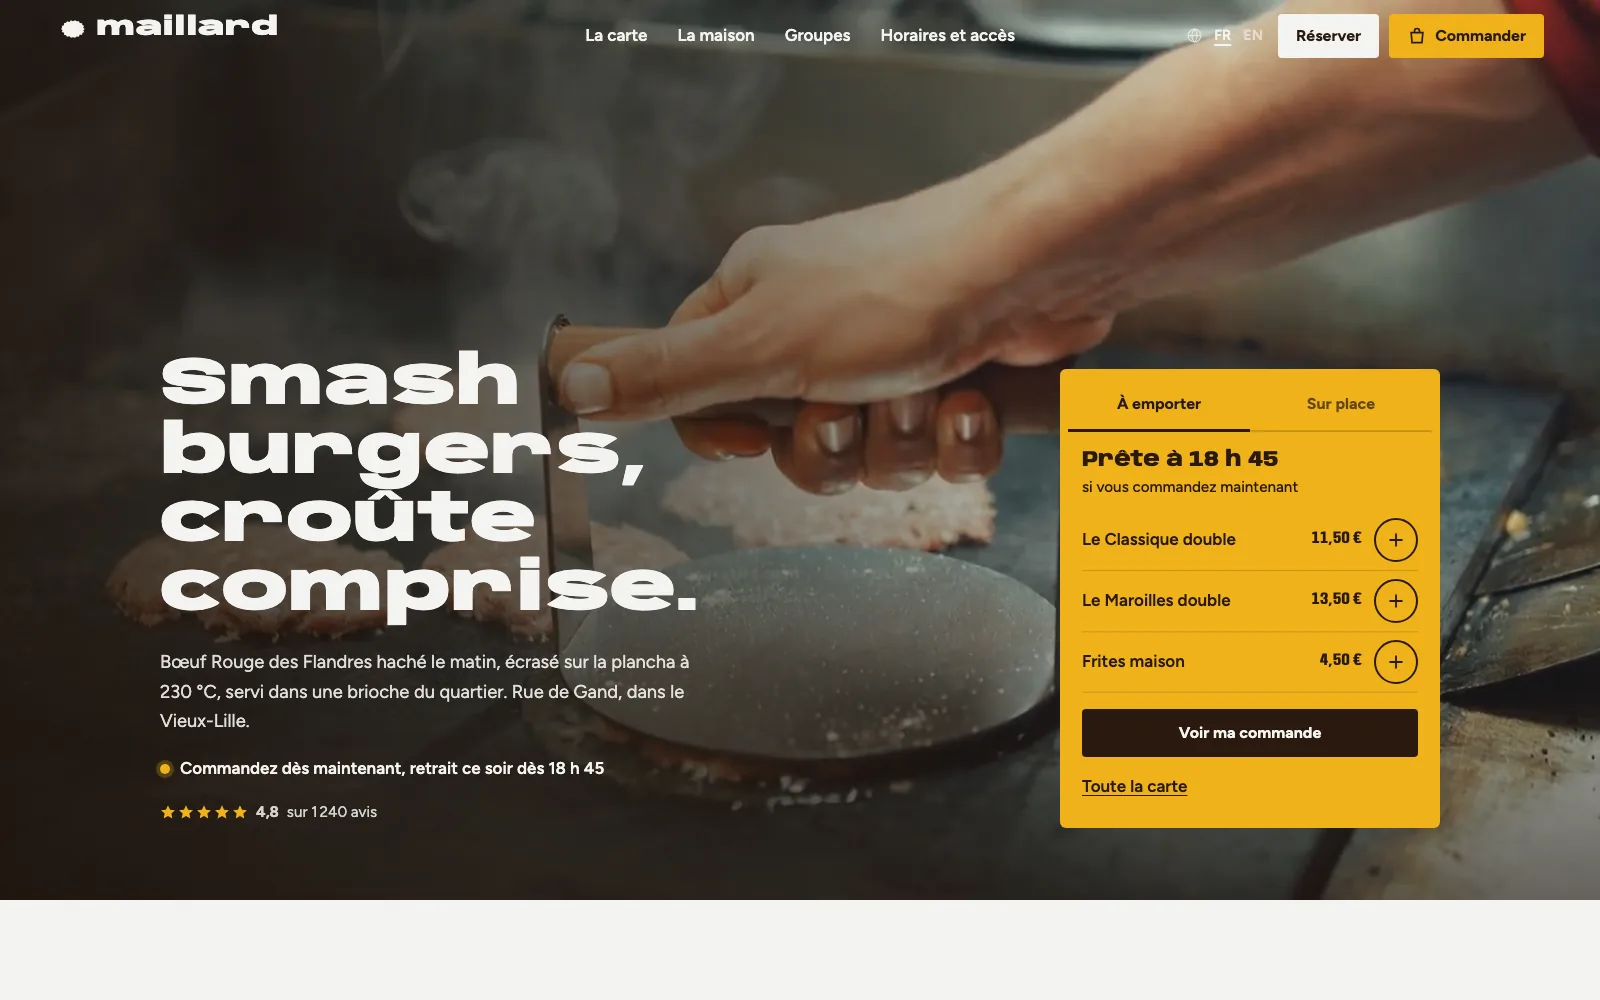 maillard
La carte
La maison
Groupes
Horaires et accès
FR
EN
Réserver
Commander
Smash
burgers,
croûte
comprise.
Bœuf Rouge des Flandres haché le matin, écrasé sur la plancha à
230 °C, servi dans une brioche du quartier. Rue de Gand, dans le
Vieux-Lille.
Commandez dès maintenant, retrait ce soir dès 18 h 45
4,8 sur 1 240 avis
À emporter
Sur place
Prête à 18 h 45
si vous commandez maintenant
Le Classique double 11,50 € +
Le Maroilles double 13,50 € +
Frites maison 4,50 € +
Voir ma commande
Toute la carte